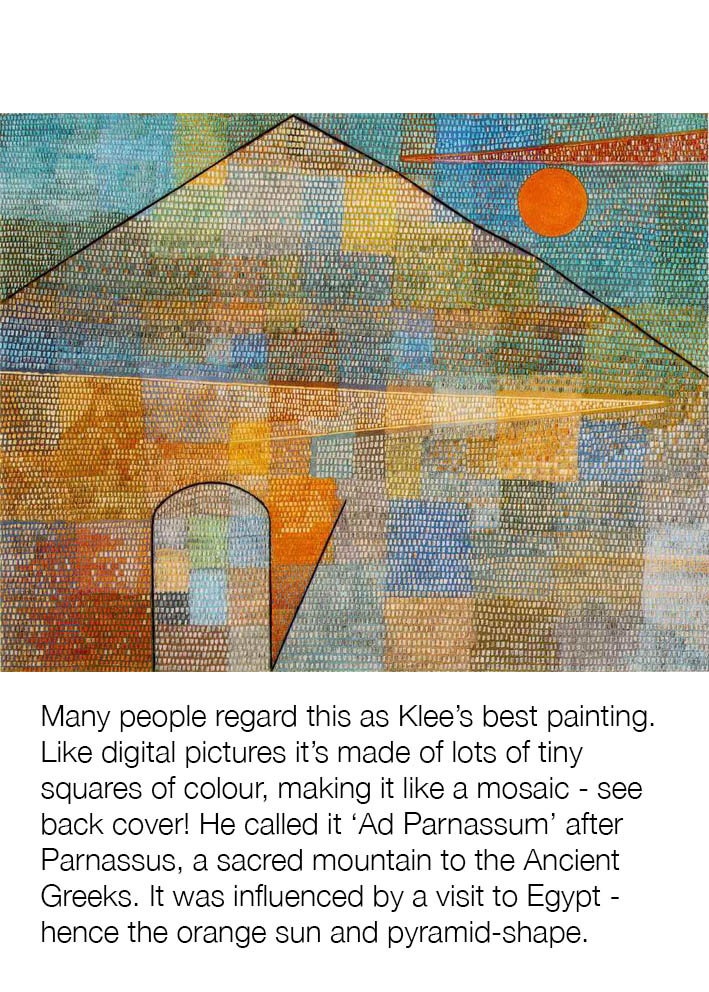 Many people regard this as Klee’s best painting.
Like digital pictures it’s made of lots of tiny
squares of colour, making it like a mosaic - see
back cover! He called it ‘Ad Parnassum’ after
Parnassus, a sacred mountain to the Ancient
Greeks. It was influenced by a visit to Egypt -
hence the orange sun and pyramid-shape.